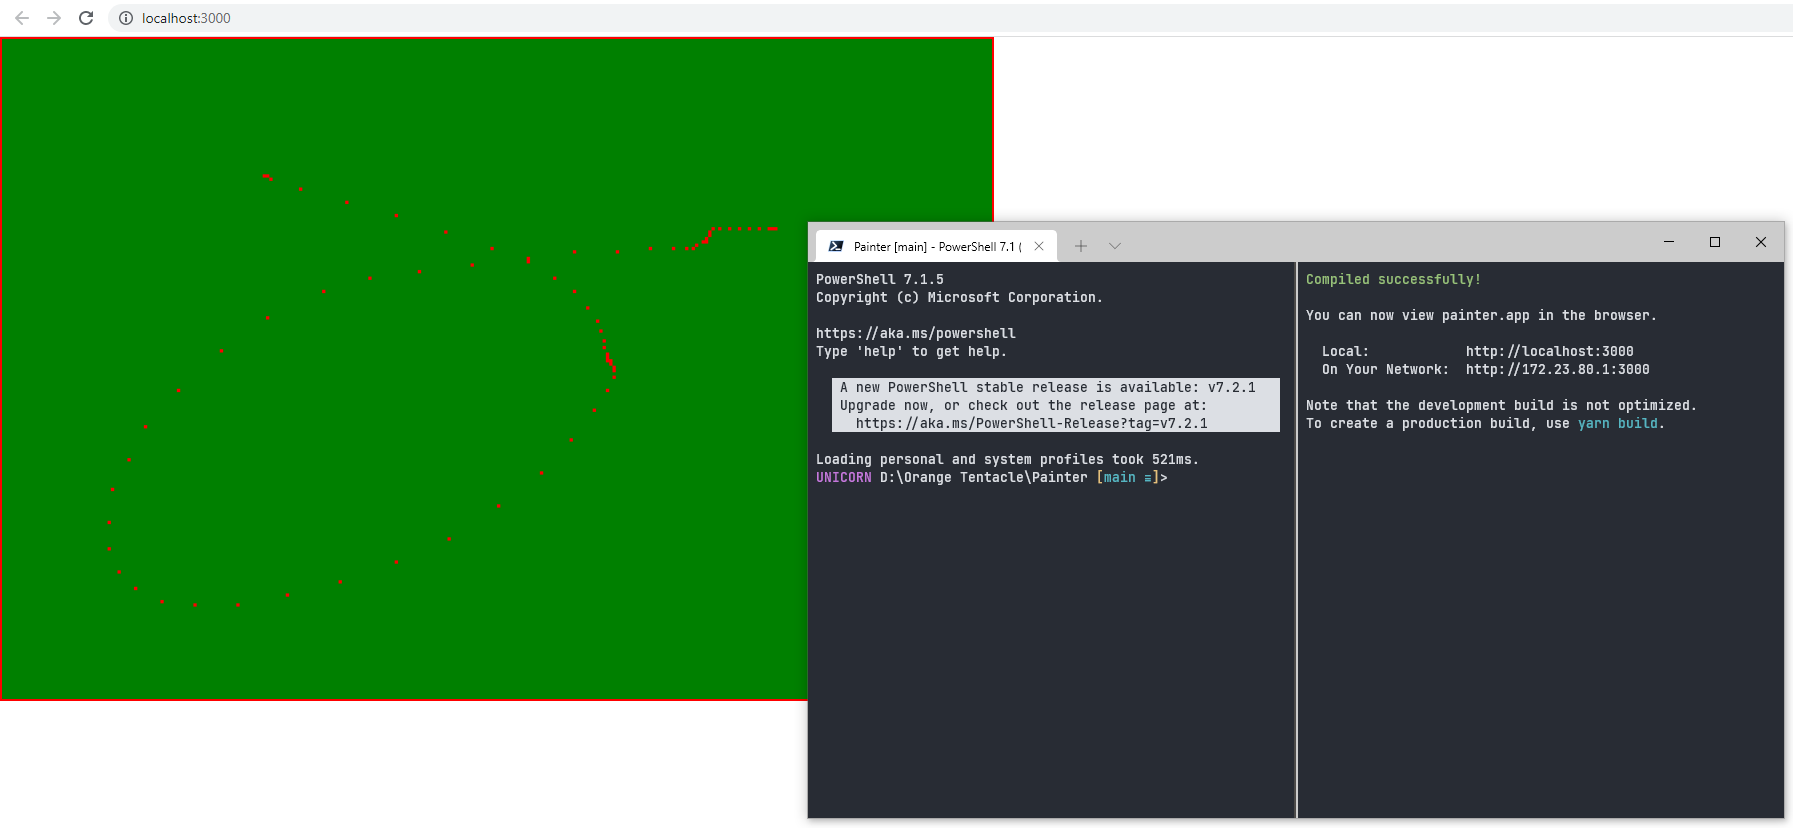 localhost:3000
Painter [main] - PowerShell 7.1 (
PowerShell 7.1.5
Copyright (c) Microsoft Corporation.
https://aka.ms/powershell
Type 'help' to get help.
A new PowerShell stable release is available: v7.2.1
Upgrade now, or check out the release page at:
https://aka.ms/PowerShell-Release?tag=v7.2.1
Loading personal and system profiles took 521ms.
UNICORN D:\Orange Tentacle\Painter [main ≡]>
Compiled successfully!
You can now view painter.app in the browser.
Local: http://localhost:3000
On Your Network: http://172.23.80.1:3000
Note that the development build is not optimized.
To create a production build, use yarn build.